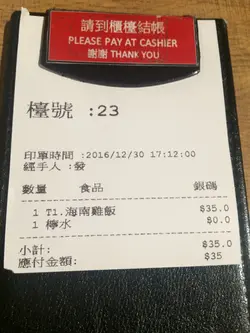 請到櫃檯結帳
PLEASE PAY AT CASHIER
謝謝 THANK YOU
檯號 :23
印單時間 :2016/12/30 17:12:00
經手人 :發
數量 食品 銀碼
1 T1.海南雞飯 $35.0
1 檸水 $0.0
小計: $35.0
應付金額: $35